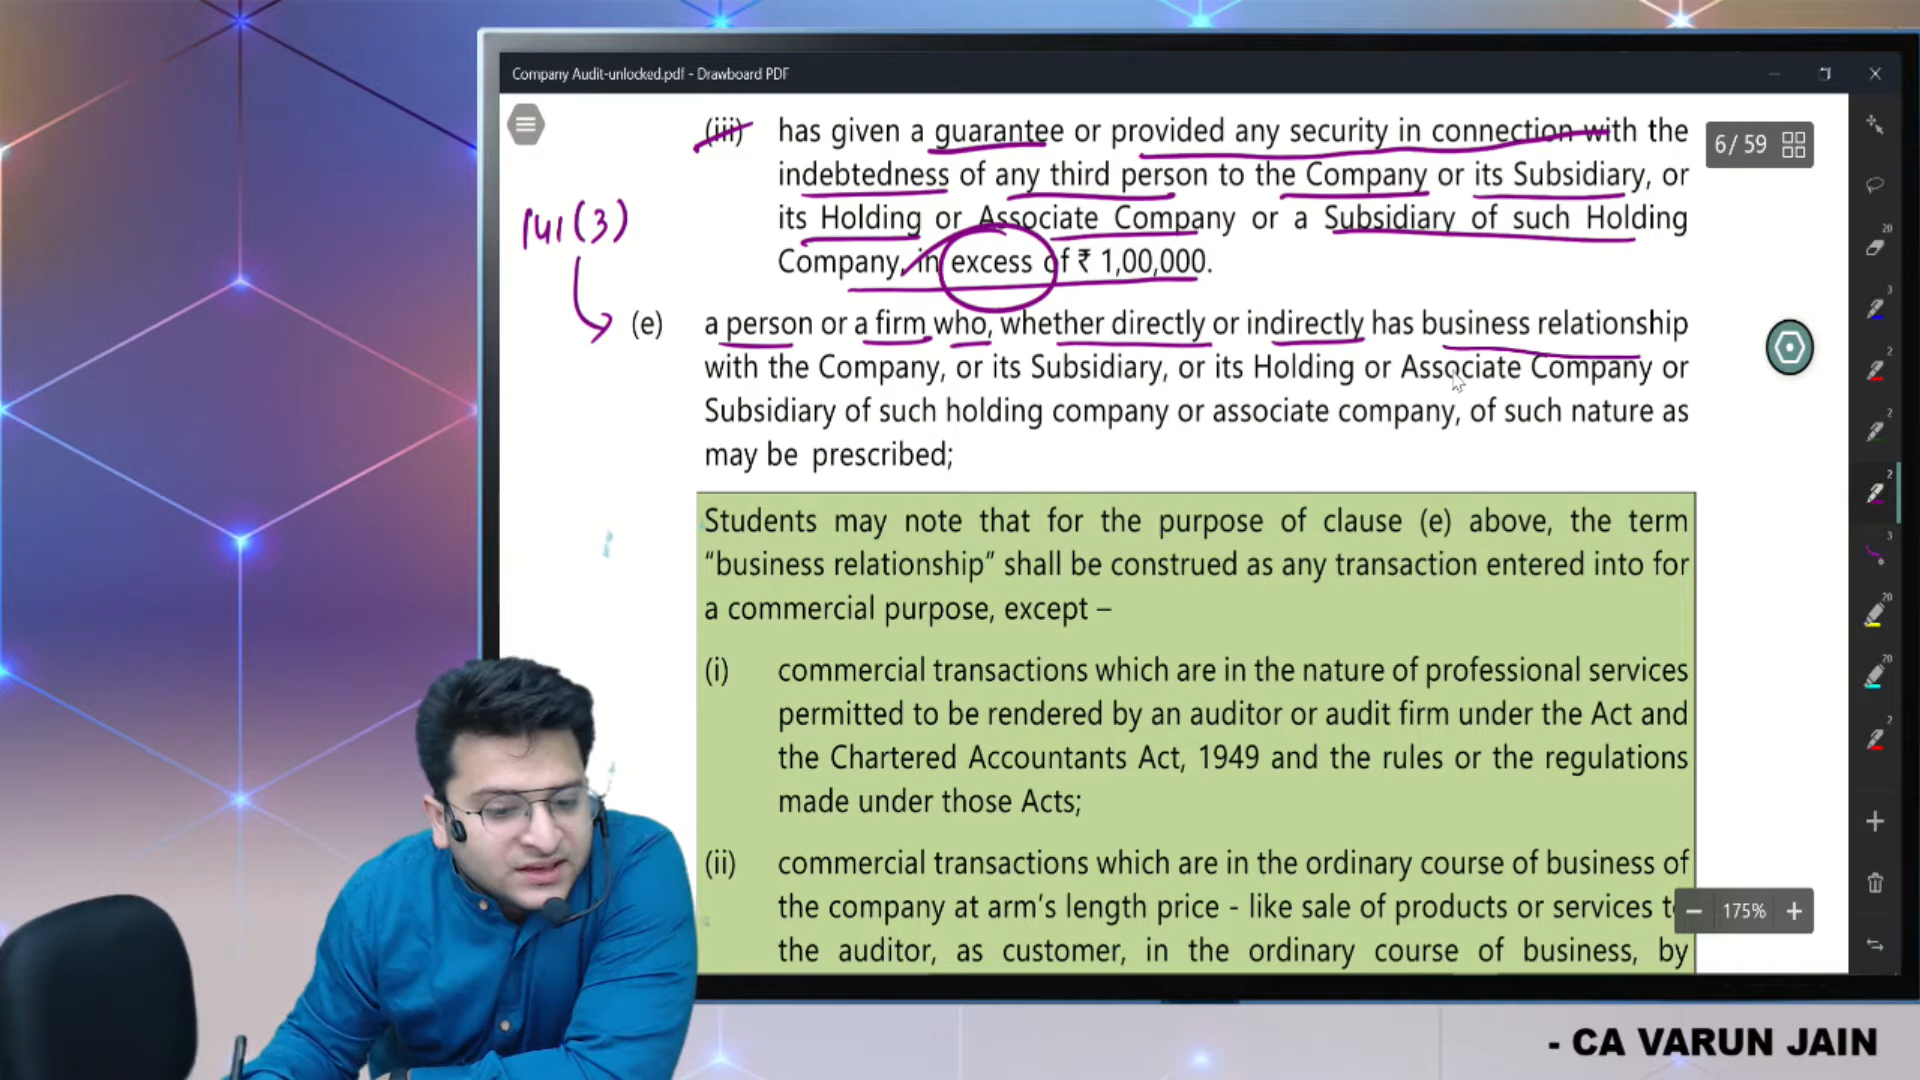 Company Audit-unlocked.pdf - Drawboard PDF
(iii) has given a guarantee or provided any security in connection with the
indebtedness of any third person to the Company or its Subsidiary, or
its Holding or Associate Company or a Subsidiary of such Holding
Company, in excess of ₹ 1,00,000.
6 / 59
141(3)
(e) a person or a firm who, whether directly or indirectly has business relationship
with the Company, or its Subsidiary, or its Holding or Associate Company or
Subsidiary of such holding company or associate company, of such nature as
may be prescribed;
Students may note that for the purpose of clause (e) above, the term
“business relationship” shall be construed as any transaction entered into for
a commercial purpose, except –
(i) commercial transactions which are in the nature of professional services
permitted to be rendered by an auditor or audit firm under the Act and
the Chartered Accountants Act, 1949 and the rules or the regulations
made under those Acts;
(ii) commercial transactions which are in the ordinary course of business of
the company at arm’s length price - like sale of products or services
the auditor, as customer, in the ordinary course of business, by
175%
20
3
2
2
2
3
20
20
2
- CA VARUN JAIN